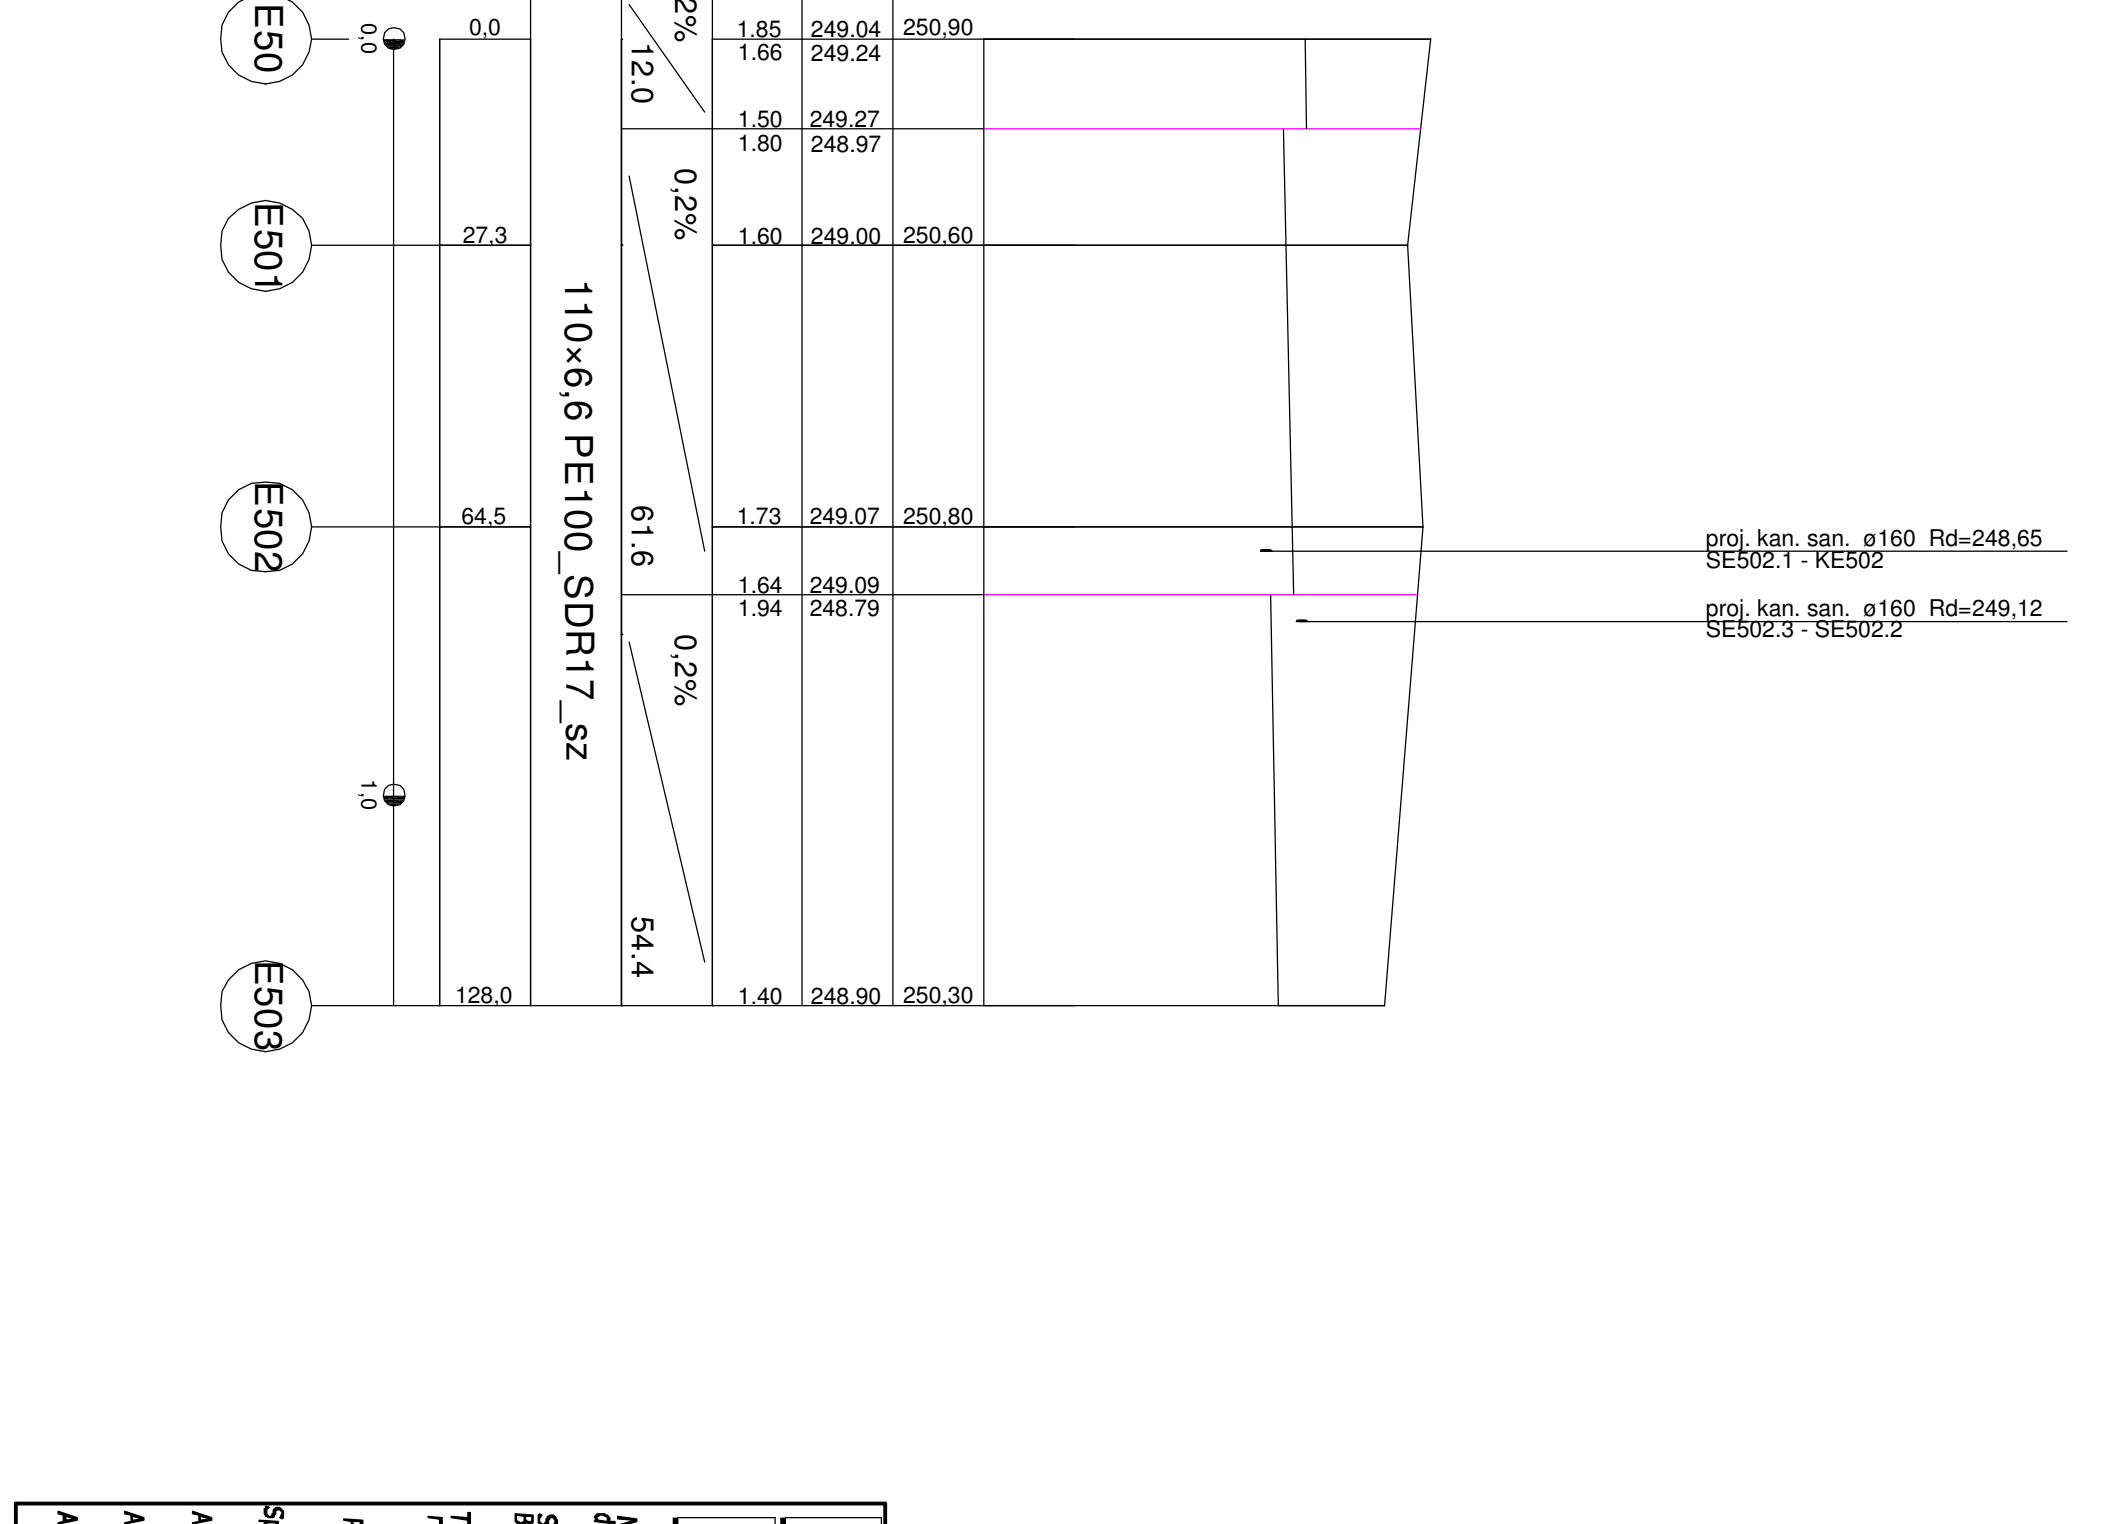 E50
0,0
0,0
2%
12.0
1.85 249.04 250,90
1.66 249.24
1.50 249.27
1.80 248.97
0,2%
E501
27,3
1.60 249.00 250,60
110×6,6 PE100_SDR17_sz
E502
64,5
61.6
1.73 249.07 250,80
proj. kan. san. ø160 Rd=248,65
SE502.1 - KE502
1.64 249.09
1.94 248.79
proj. kan. san. ø160 Rd=249,12
SE502.3 - SE502.2
0,2%
1,0
54.4
E503
128,0
1.40 248.90 250,30